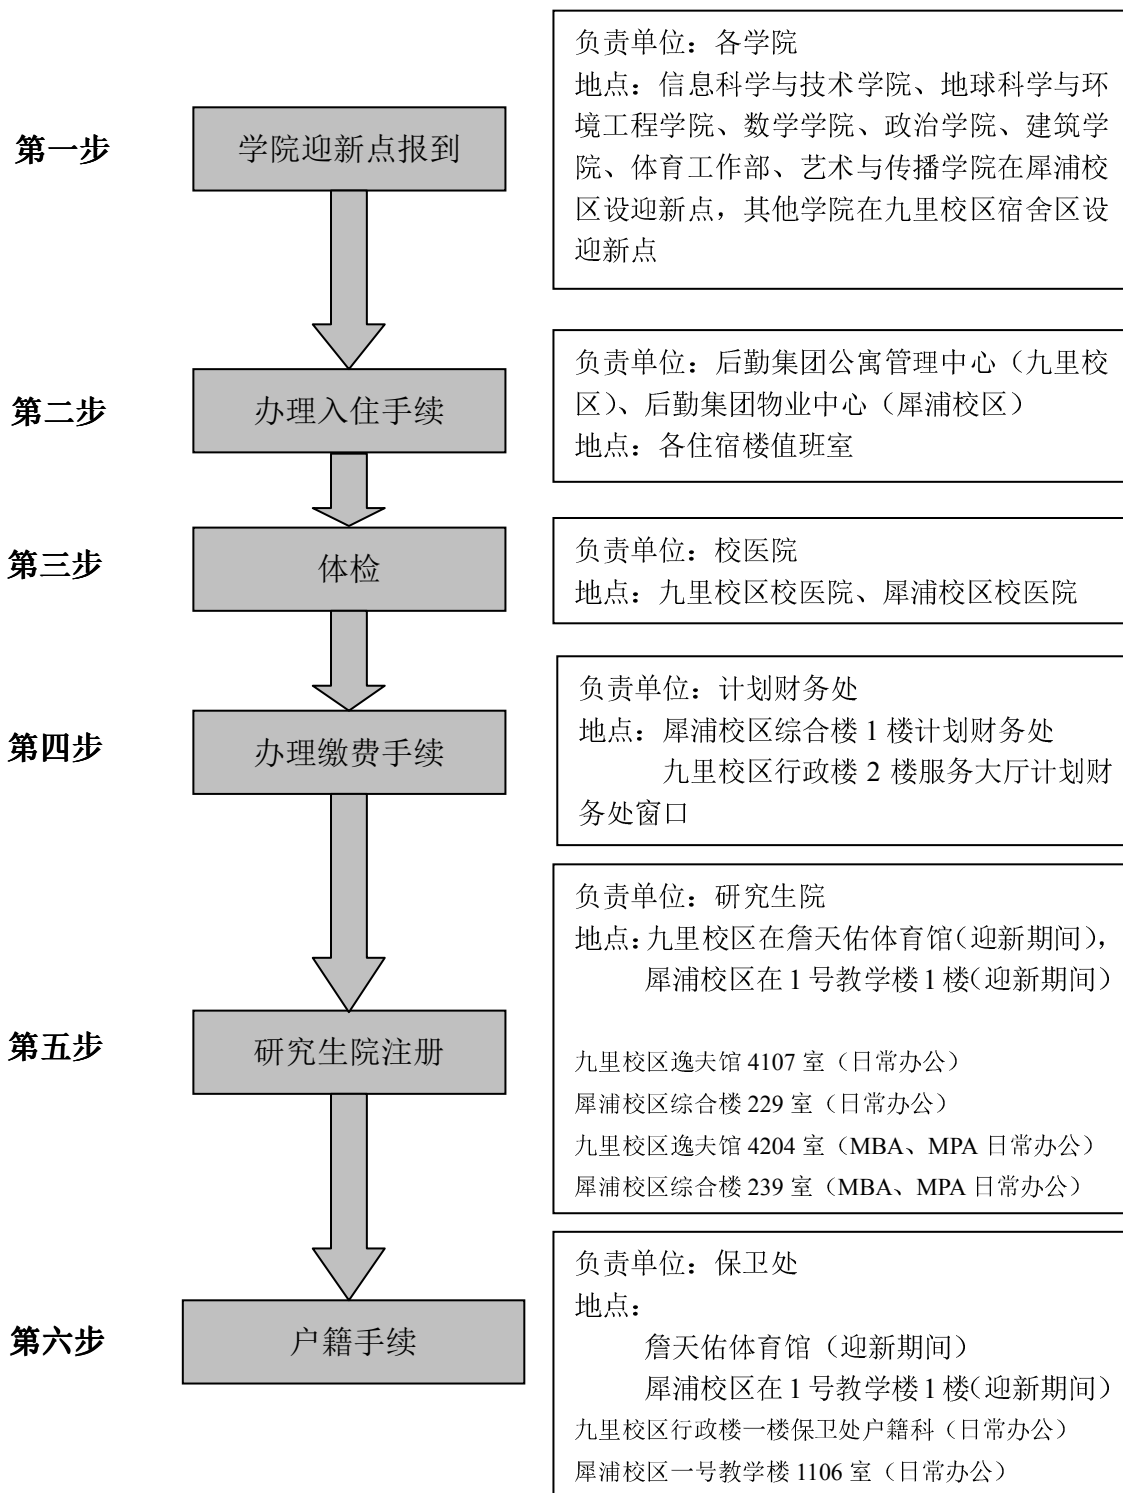 第一步
学院迎新点报到
负责单位：各学院
地点：信息科学与技术学院、地球科学与环
境工程学院、数学学院、政治学院、建筑学
院、体育工作部、艺术与传播学院在犀浦校
区设迎新点，其他学院在九里校区宿舍区设
迎新点
第二步
办理入住手续
负责单位：后勤集团公寓管理中心（九里校
区）、后勤集团物业中心（犀浦校区）
地点：各住宿楼值班室
第三步
体检
负责单位：校医院
地点：九里校区校医院、犀浦校区校医院
第四步
办理缴费手续
负责单位：计划财务处
地点：犀浦校区综合楼 1 楼计划财务处
九里校区行政楼 2 楼服务大厅计划财
务处窗口
第五步
研究生院注册
负责单位：研究生院
地点：九里校区在詹天佑体育馆（迎新期间），
犀浦校区在 1 号教学楼 1 楼（迎新期间）
九里校区逸夫馆 4107 室（日常办公）
犀浦校区综合楼 229 室（日常办公）
九里校区逸夫馆 4204 室（MBA、MPA 日常办公）
犀浦校区综合楼 239 室（MBA、MPA 日常办公）
第六步
户籍手续
负责单位：保卫处
地点：
詹天佑体育馆（迎新期间）
犀浦校区在 1 号教学楼 1 楼（迎新期间）
九里校区行政楼一楼保卫处户籍科（日常办公）
犀浦校区一号教学楼 1106 室（日常办公）